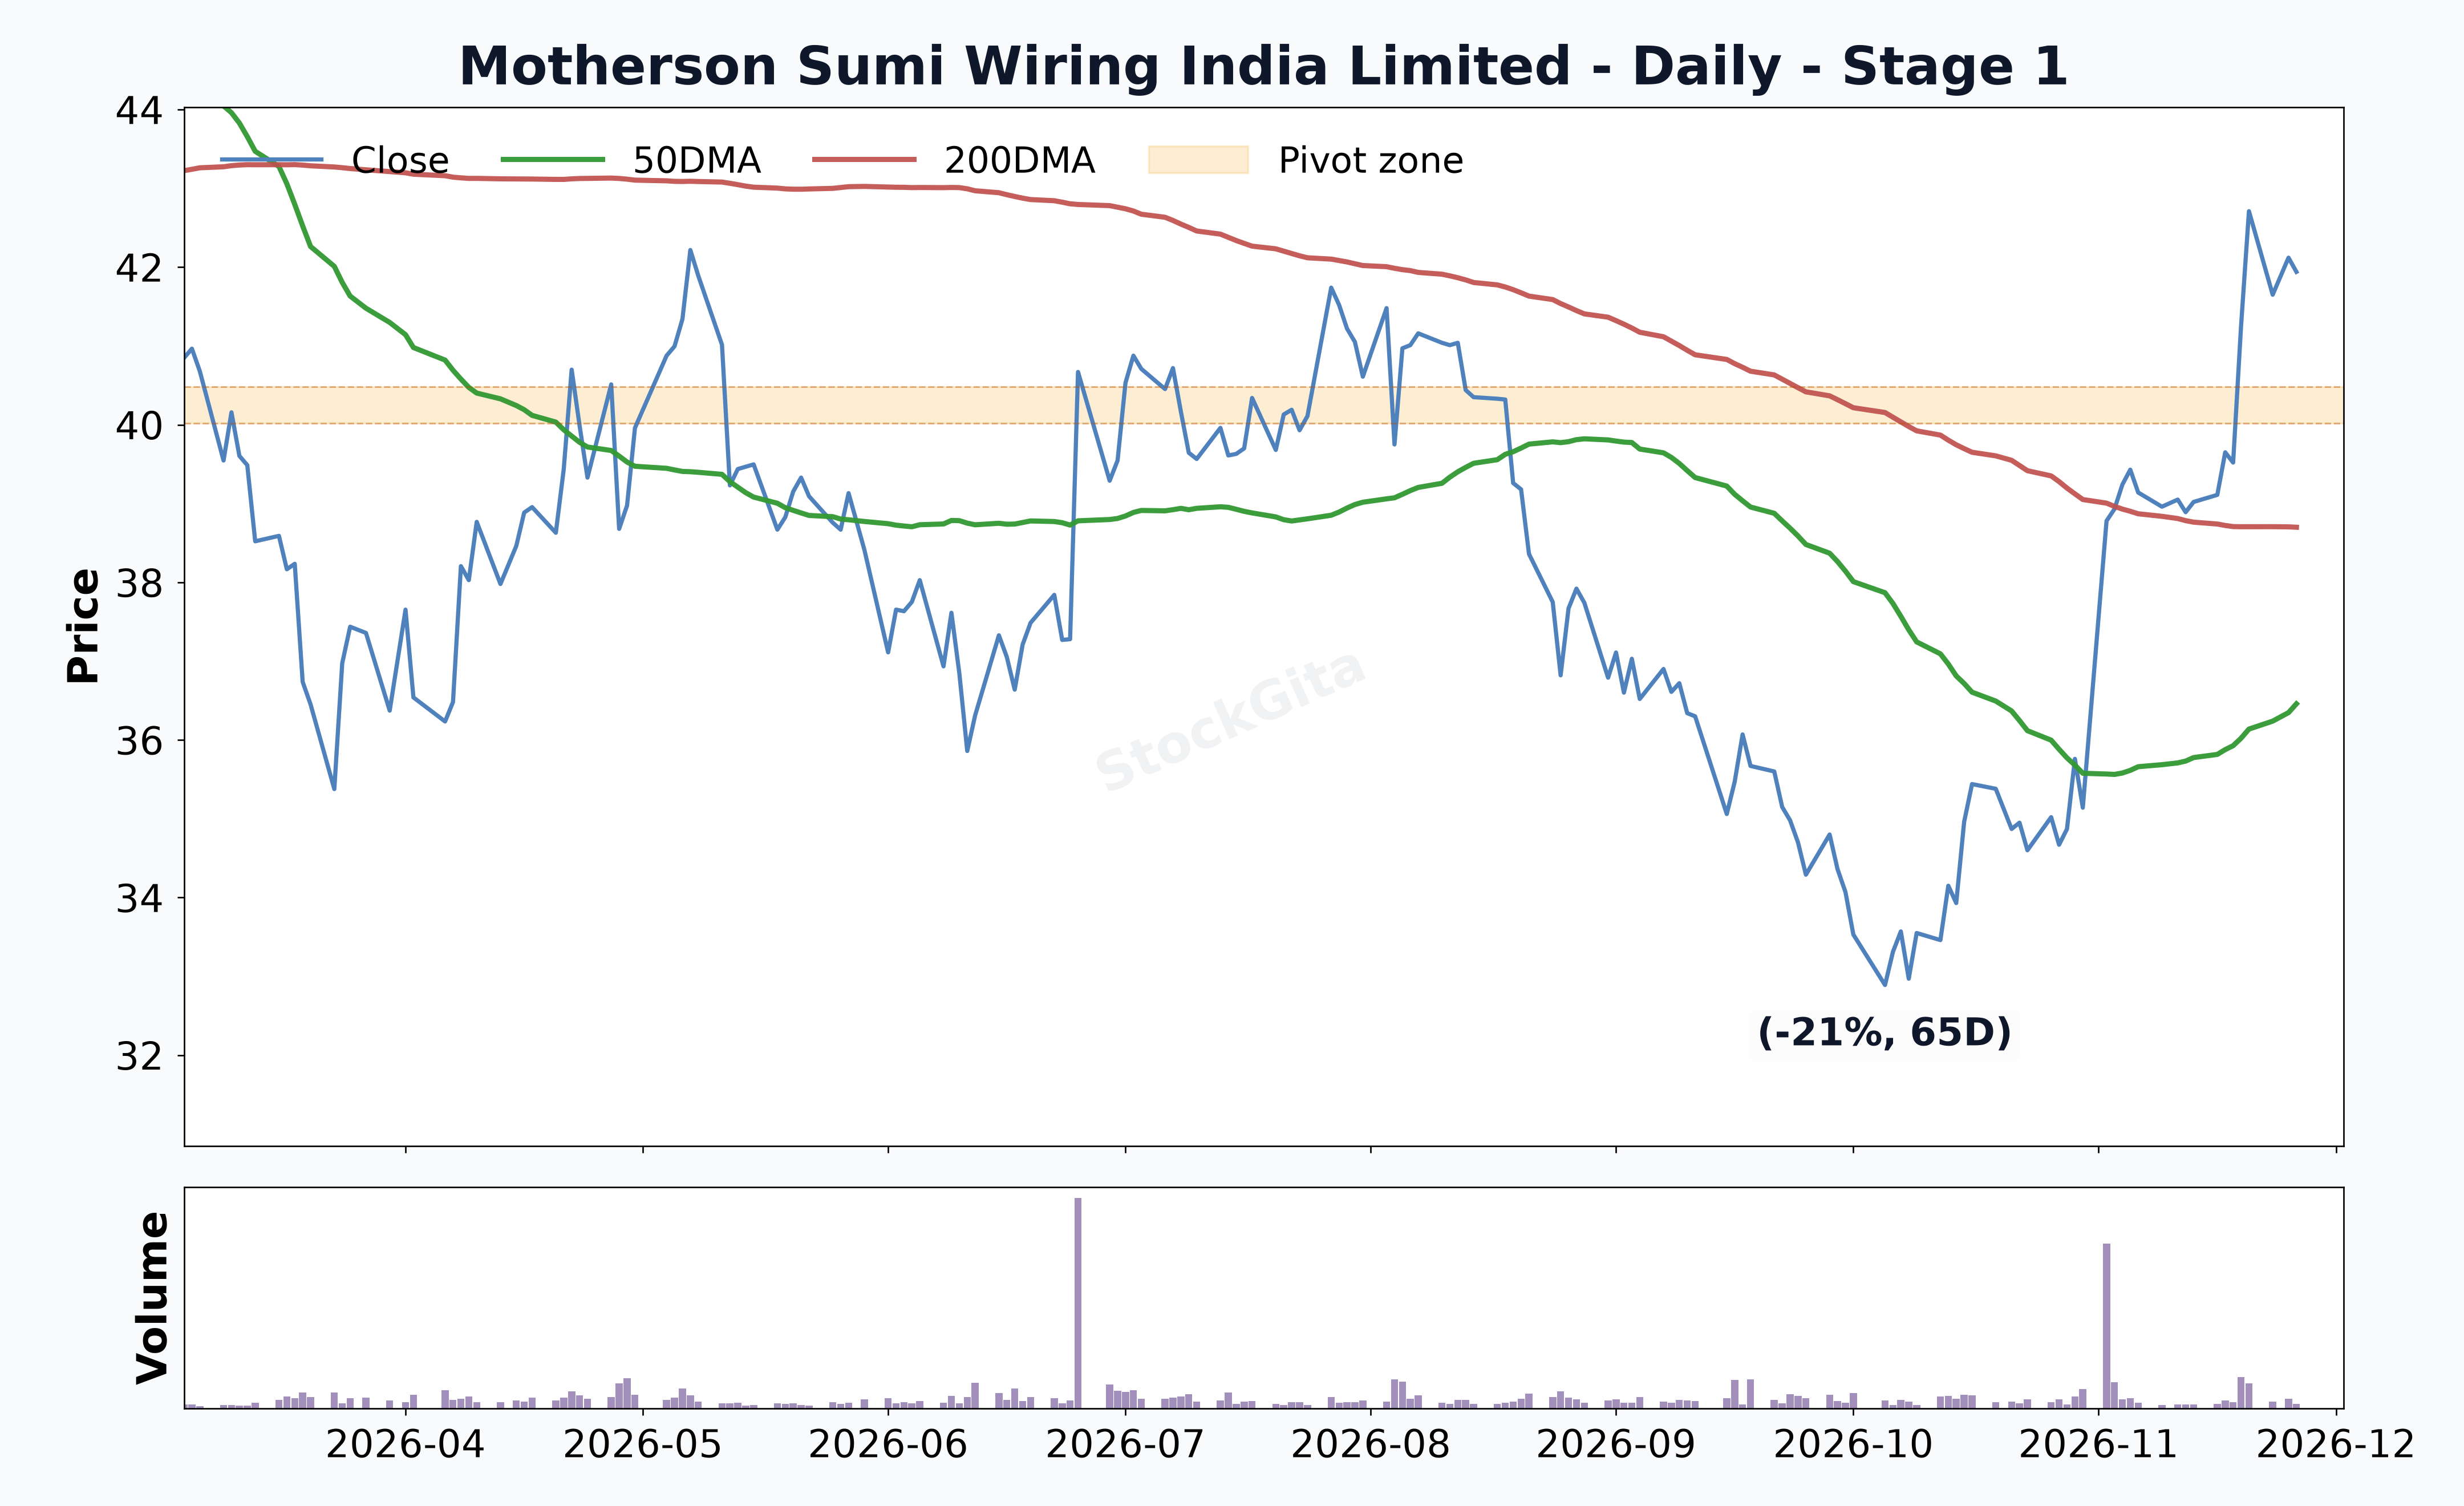 Motherson Sumi Wiring India Limited - Daily - Stage 1
Close 50DMA 200DMA Pivot zone
Price
44
42
40
38
36
34
32
StockGita
(-21%, 65D)
Volume
2026-04 2026-05 2026-06 2026-07 2026-08 2026-09 2026-10 2026-11 2026-12